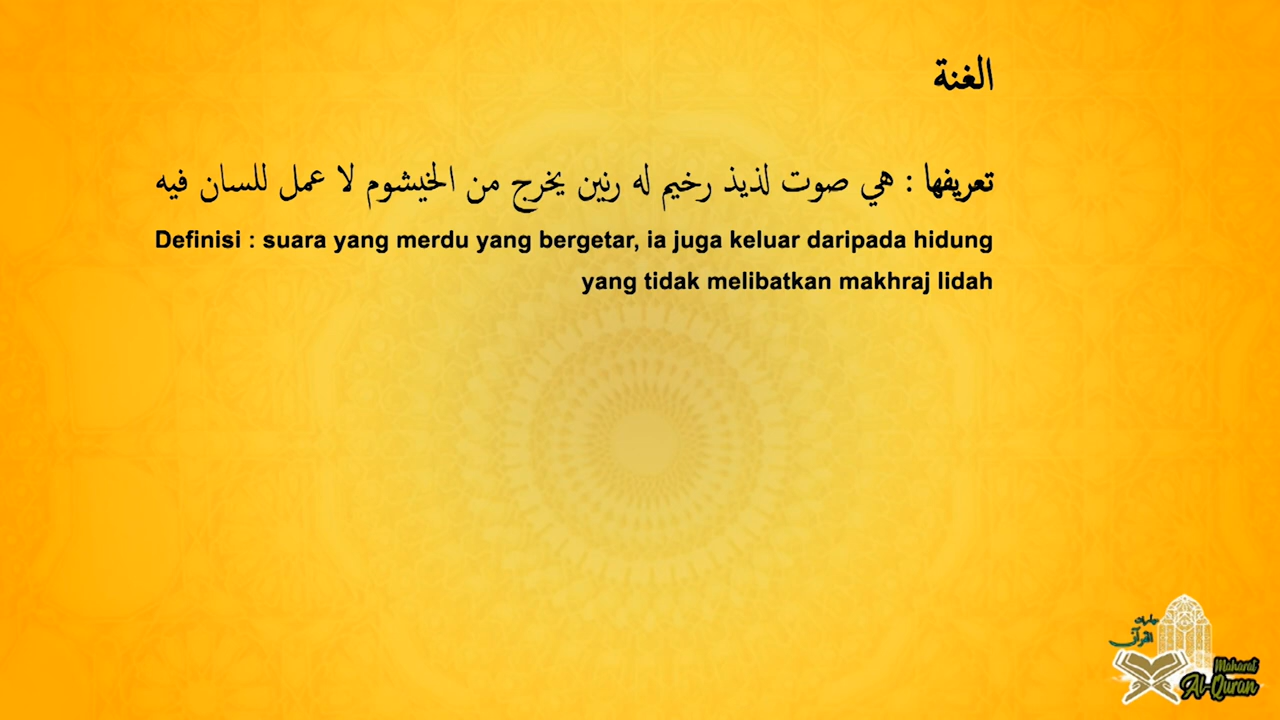 الغنة
تعريفها : هي صوت لذيذ رخيم له رنين يخرج من الخيشوم لا عمل للسان فيه
Definisi : suara yang merdu yang bergetar, ia juga keluar daripada hidung
yang tidak melibatkan makhraj lidah
القرآن
Maharat
Al-Quran